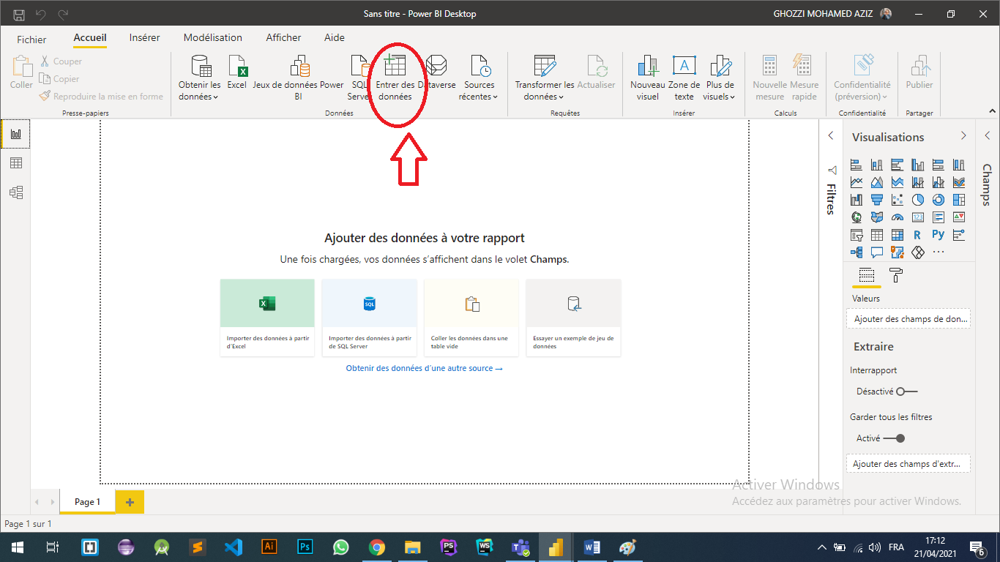 Sans titre - Power BI Desktop
GHOZZI MOHAMED AZIZ
Fichier
Accueil
Insérer
Modélisation
Afficher
Aide
Coller
Couper
Copier
Reproduire la mise en forme
Presse-papiers
Obtenir les
données
Excel
Jeux de données Power
BI
SQL
Serve
Entrer des
données
Dataverse
Sources
récentes
Données
Transformer les
données
Actualiser
Requêtes
Nouveau
visuel
Zone de
texte
Plus de
visuels
Insérer
Nouvelle
mesure
Mesure
rapide
Calculs
Confidentialité
(préversion)
Confidentialité
Publier
Partager
Ajouter des données à votre rapport
Une fois chargées, vos données s’affichent dans le volet Champs.
Importer des données à partir
d’Excel
SQL
Importer des données à partir
de SQL Server
Coller les données dans une
table vide
Essayer un exemple de jeu de
données
Obtenir des données d’une autre source →
Filtres
Visualisations
123
R
Py
Valeurs
Ajouter des champs de don...
Extraire
Interrapport
Désactivé
Garder tous les filtres
Activé
Ajouter des champs d'extr...
Champs
Activer Windows
Accédez aux paramètres pour activer Windows.
Page 1
Page 1 sur 1
Ai
Ps
PS
WS
FRA
17:12
21/04/2021
6